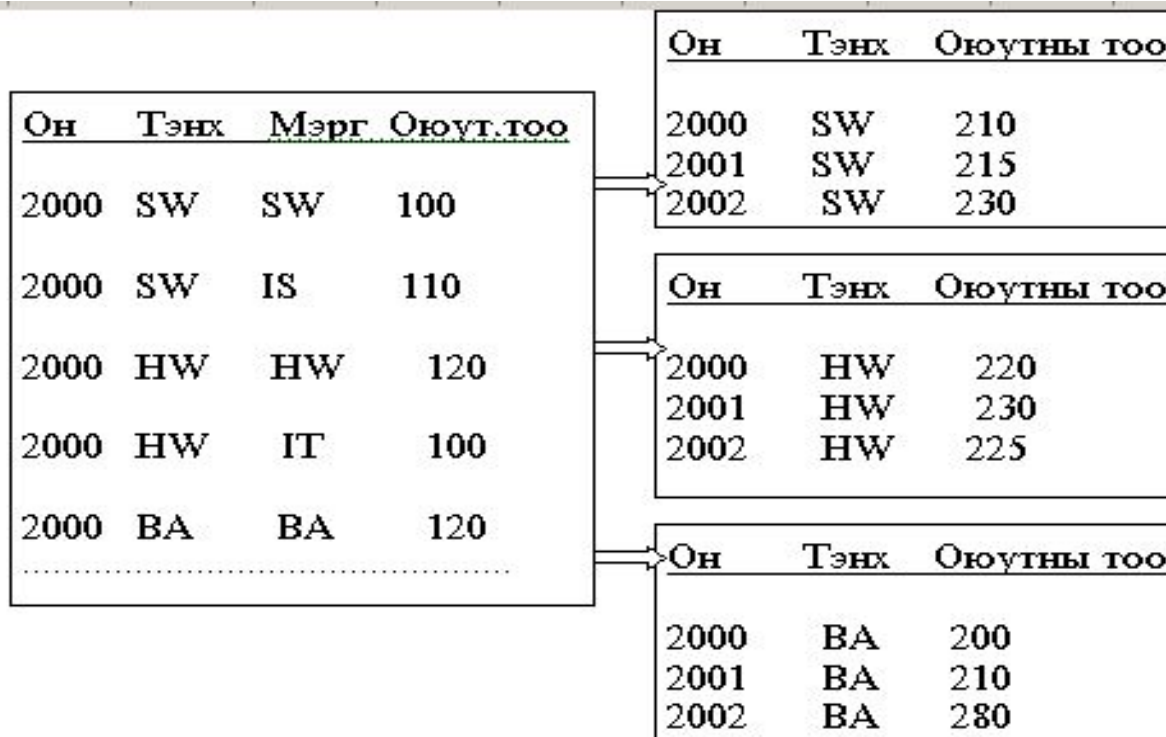 Он Тэнх Мэрг Оюут.тоо
2000 SW SW 100
2000 SW IS 110
2000 HW HW 120
2000 HW IT 100
2000 BA BA 120
Он Тэнх Оюутны тоо
2000 SW 210
2001 SW 215
2002 SW 230
Он Тэнх Оюутны тоо
2000 HW 220
2001 HW 230
2002 HW 225
Он Тэнх Оюутны тоо
2000 BA 200
2001 BA 210
2002 BA 280